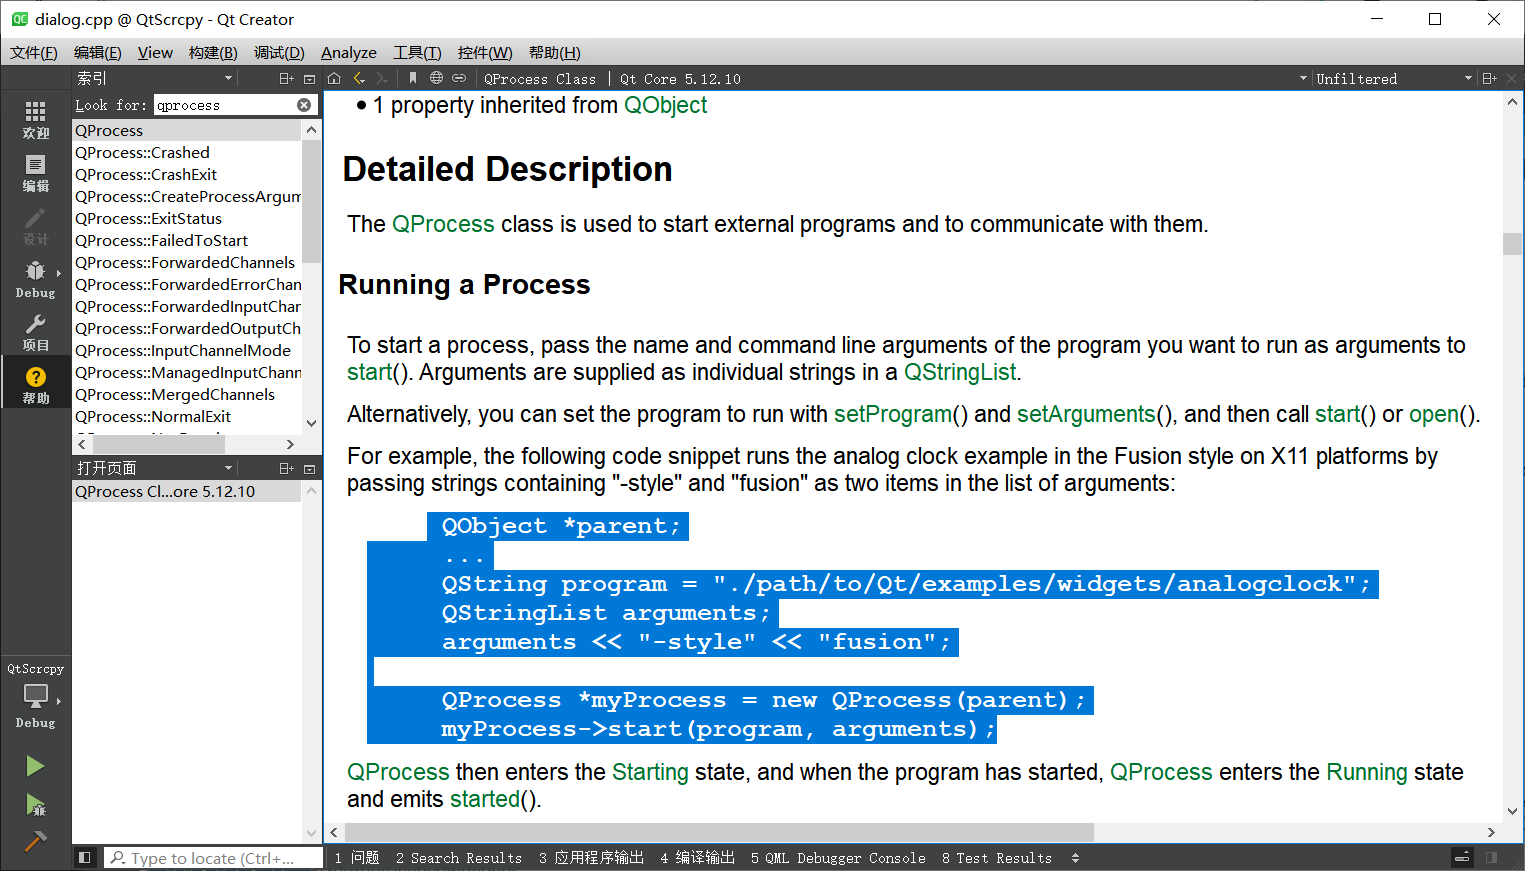 dialog.cpp @ QtScrcpy - Qt Creator
文件(F) 编辑(E) View 构建(B) 调试(D) Analyze 工具(T) 控件(W) 帮助(H)
索引
QProcess Class | Qt Core 5.12.10
Unfiltered
Look for: qprocess
欢迎
编辑
设计
Debug
项目
帮助
QtScrcpy
Debug
QProcess
QProcess::Crashed
QProcess::CrashExit
QProcess::CreateProcessArgum
QProcess::ExitStatus
QProcess::FailedToStart
QProcess::ForwardedChannels
QProcess::ForwardedErrorChan
QProcess::ForwardedInputChar
QProcess::ForwardedOutputCh
QProcess::InputChannelMode
QProcess::ManagedInputChann
QProcess::MergedChannels
QProcess::NormalExit
打开页面
QProcess Cl...ore 5.12.10
• 1 property inherited from QObject
Detailed Description
The QProcess class is used to start external programs and to communicate with them.
Running a Process
To start a process, pass the name and command line arguments of the program you want to run as arguments to
start(). Arguments are supplied as individual strings in a QStringList.
Alternatively, you can set the program to run with setProgram() and setArguments(), and then call start() or open().
For example, the following code snippet runs the analog clock example in the Fusion style on X11 platforms by
passing strings containing "-style" and "fusion" as two items in the list of arguments:
QObject *parent;
...
QString program = "./path/to/Qt/examples/widgets/analogclock";
QStringList arguments;
arguments << "-style" << "fusion";
QProcess *myProcess = new QProcess(parent);
myProcess->start(program, arguments);
QProcess then enters the Starting state, and when the program has started, QProcess enters the Running state
and emits started().
Type to locate (Ctrl+...
1 问题 2 Search Results 3 应用程序输出 4 编译输出 5 QML Debugger Console 8 Test Results